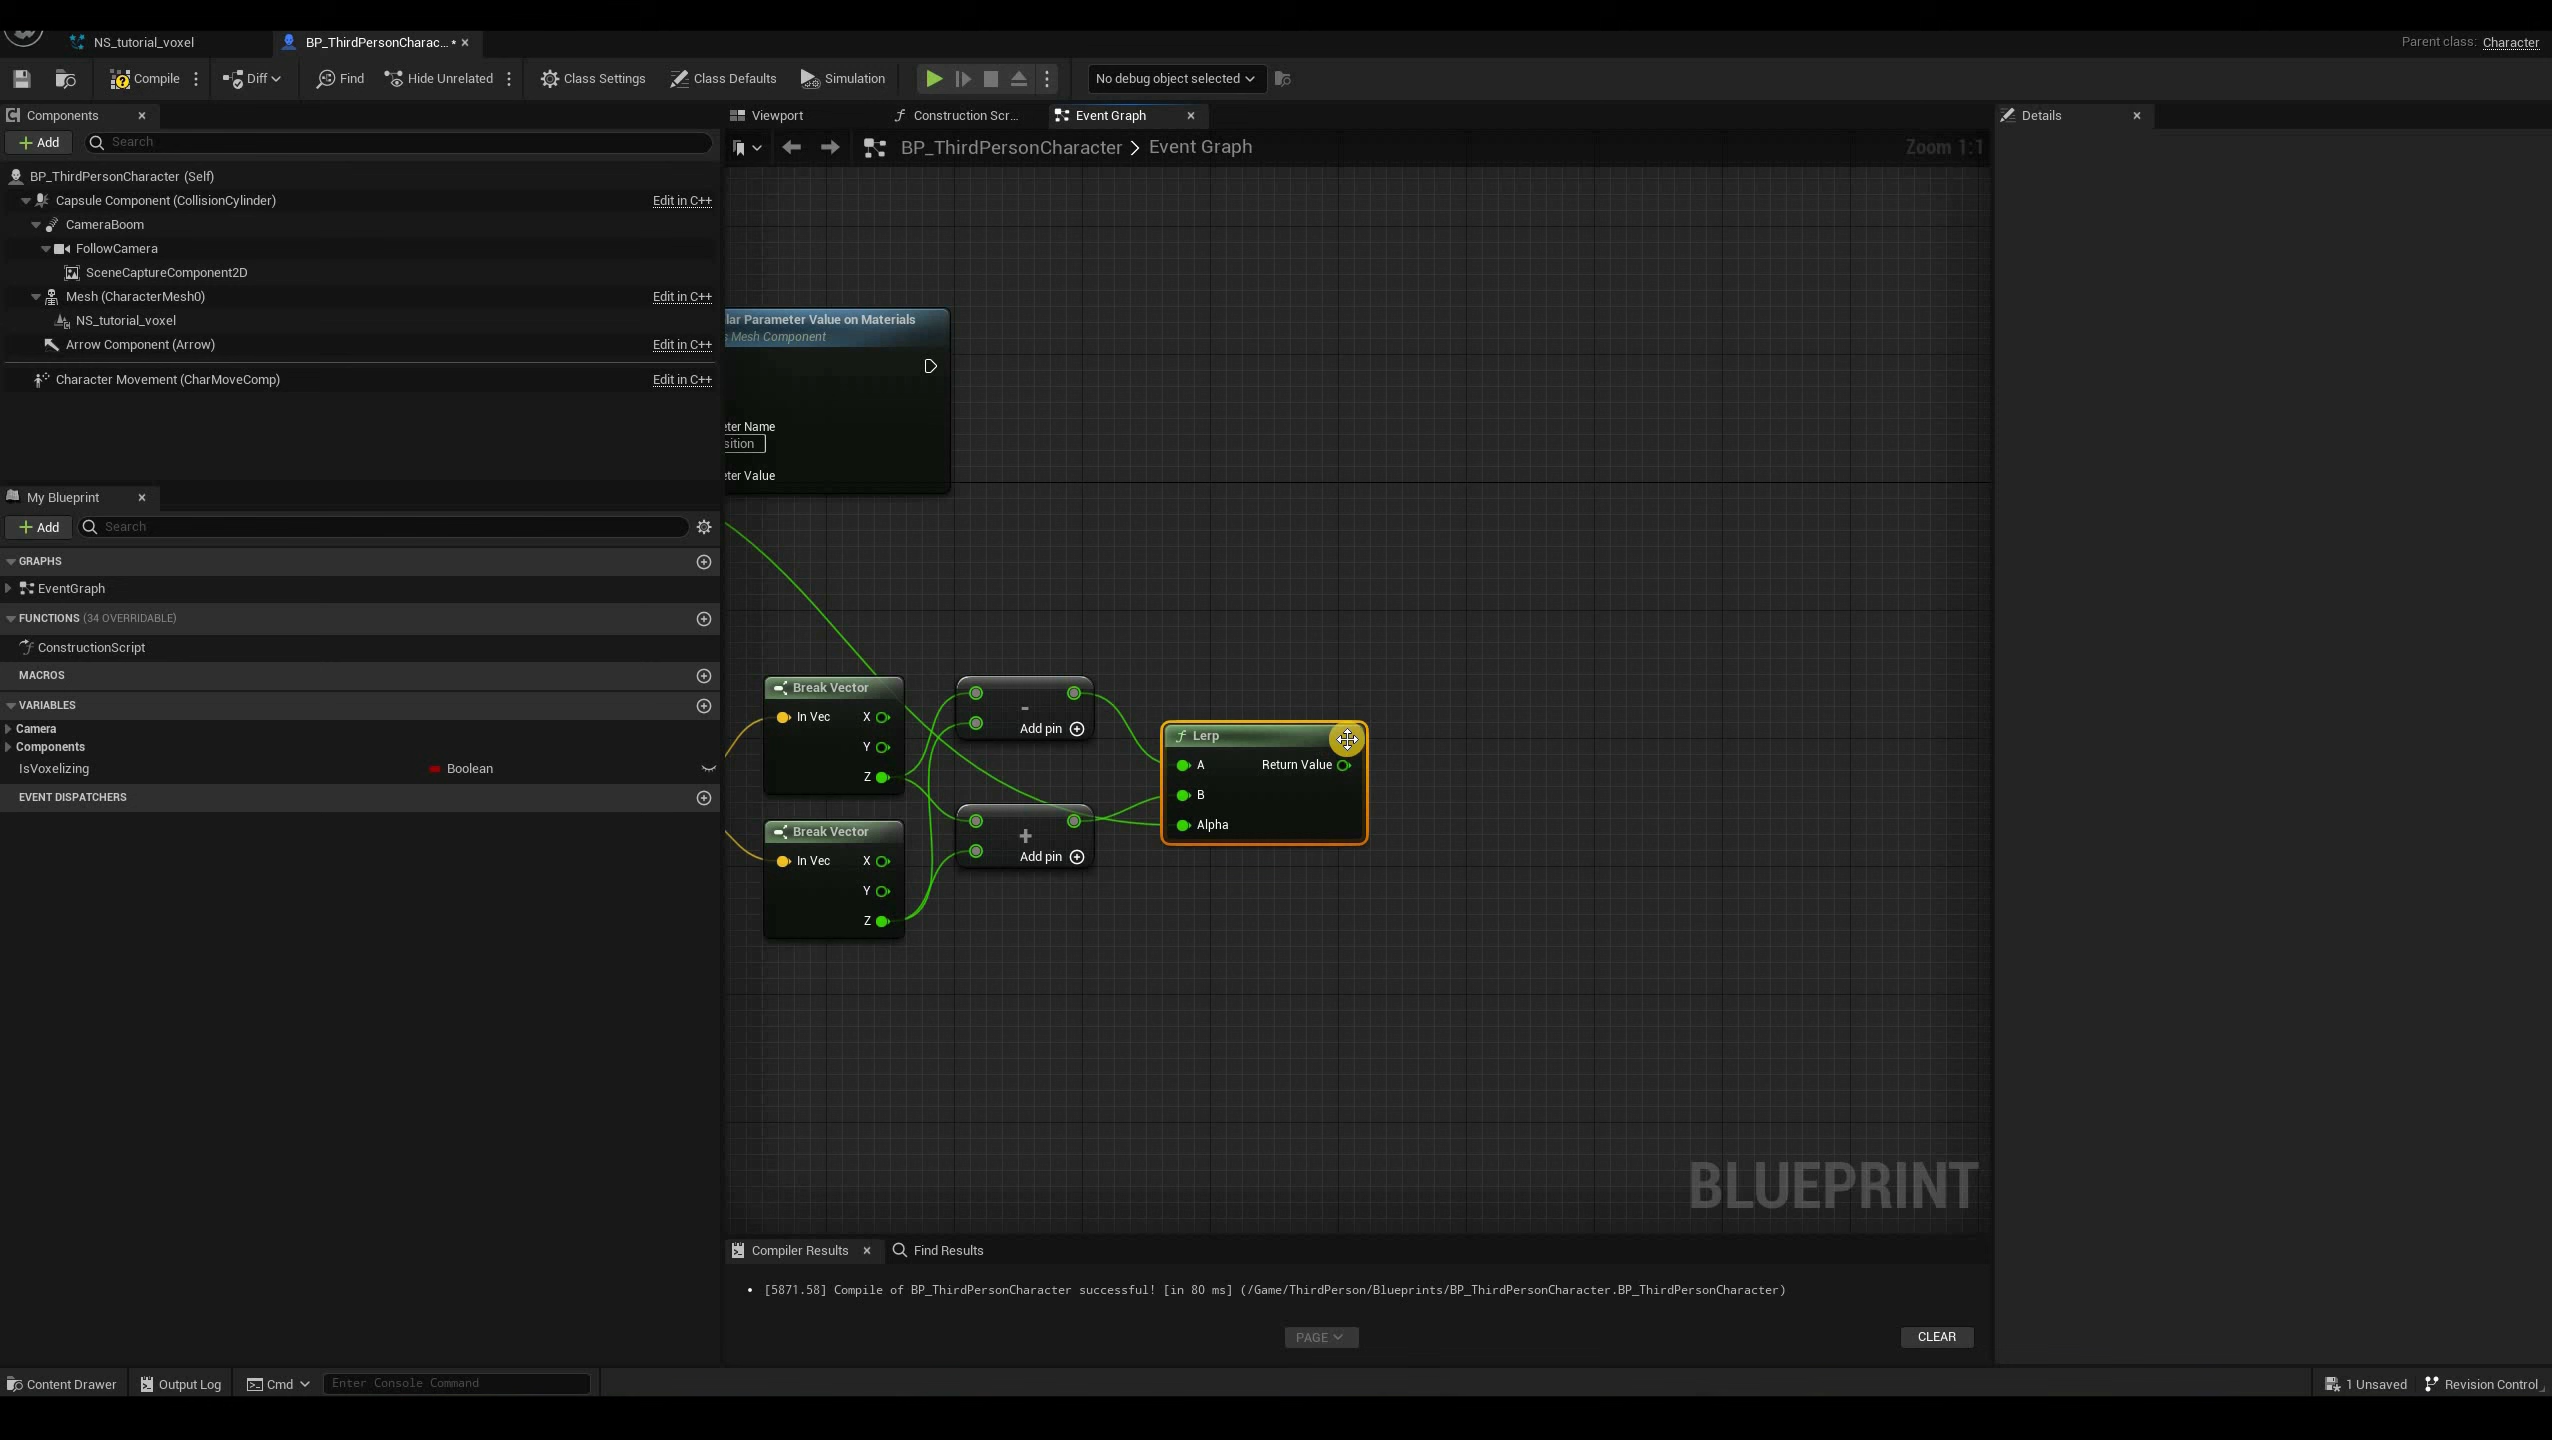 NS_tutorial_voxel
BP_ThirdPersonCharac... •
Parent class: Character
Compile
Diff
Find
Hide Unrelated
Class Settings
Class Defaults
Simulation
No debug object selected
Components
Add
Search
BP_ThirdPersonCharacter (Self)
Capsule Component (CollisionCylinder)
Edit in C++
CameraBoom
FollowCamera
SceneCaptureComponent2D
Mesh (CharacterMesh0)
Edit in C++
NS_tutorial_voxel
Arrow Component (Arrow)
Edit in C++
Character Movement (CharMoveComp)
Edit in C++
My Blueprint
Add
Search
GRAPHS
EventGraph
FUNCTIONS (34 OVERRIDABLE)
ConstructionScript
MACROS
VARIABLES
Camera
Components
IsVoxelizing
Boolean
EVENT DISPATCHERS
Viewport
Construction Scr...
Event Graph
BP_ThirdPersonCharacter > Event Graph
Zoom 1:1
lar Parameter Value on Materials
s Mesh Component
eter Name
sition
eter Value
Break Vector
In Vec
X
Y
Z
Break Vector
In Vec
X
Y
Z
-
Add pin
+
Add pin
Lerp
A
Return Value
B
Alpha
BLUEPRINT
Details
Compiler Results
Find Results
• [5871.58] Compile of BP_ThirdPersonCharacter successful! [in 80 ms] (/Game/ThirdPerson/Blueprints/BP_ThirdPersonCharacter.BP_ThirdPersonCharacter)
PAGE
CLEAR
Content Drawer
Output Log
Cmd
Enter Console Command
1 Unsaved
Revision Control